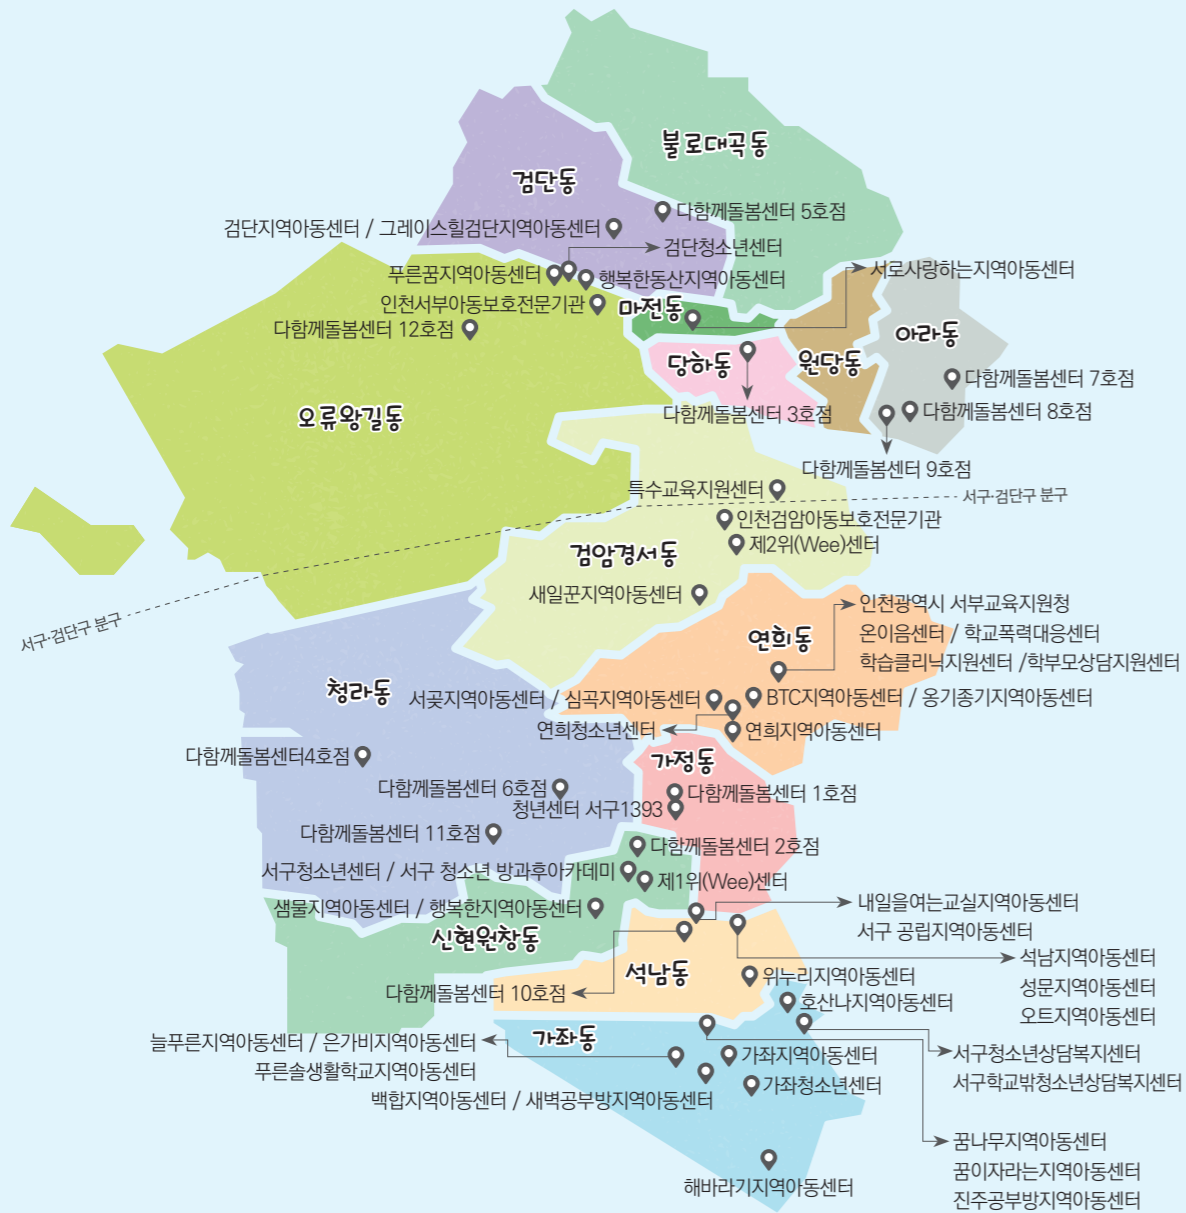 불로대곡동
검단동
다함께돌봄센터 5호점
검단지역아동센터 / 그레이스힐검단지역아동센터
검단청소년센터
서로사랑하는지역아동센터
푸른꿈지역아동센터
행복한동산지역아동센터
인천서부아동보호전문기관
마전동
다함께돌봄센터 12호점
아라동
당하동
원당동
다함께돌봄센터 7호점
다함께돌봄센터 3호점
다함께돌봄센터 8호점
오류왕길동
다함께돌봄센터 9호점
특수교육지원센터
서구·검단구 분구
인천검암아동보호전문기관
제2위(Wee)센터
검암경서동
새일꾼지역아동센터
인천광역시 서부교육지원청
온이음센터 / 학교폭력대응센터
학습클리닉지원센터 /학부모상담지원센터
서구·검단구 분구
연희동
청라동
서곶지역아동센터 / 심곡지역아동센터
BTC지역아동센터 / 옹기종기지역아동센터
연희청소년센터
연희지역아동센터
다함께돌봄센터4호점
가정동
다함께돌봄센터 6호점
다함께돌봄센터 1호점
청년센터 서구1393
다함께돌봄센터 11호점
다함께돌봄센터 2호점
서구청소년센터 / 서구 청소년 방과후아카데미
제1위(Wee)센터
샘물지역아동센터 / 행복한지역아동센터
내일을여는교실지역아동센터
서구 공립지역아동센터
신현원창동
석남동
석남지역아동센터
성문지역아동센터
오트지역아동센터
위누리지역아동센터
다함께돌봄센터 10호점
호산나지역아동센터
가좌동
늘푸른지역아동센터 / 은가비지역아동센터
푸른솔생활학교지역아동센터
가좌지역아동센터
서구청소년상담복지센터
서구학교밖청소년상담복지센터
가좌청소년센터
백합지역아동센터 / 새벽공부방지역아동센터
꿈나무지역아동센터
꿈이자라는지역아동센터
진주공부방지역아동센터
해바라기지역아동센터